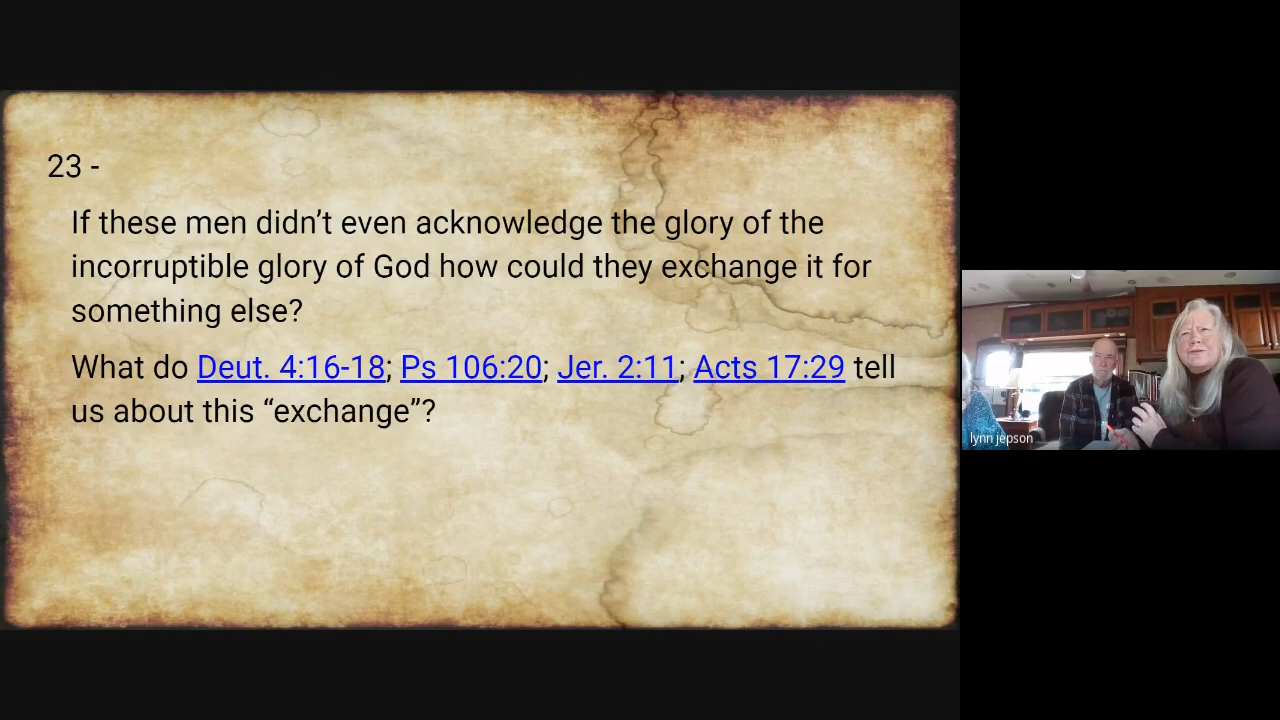 23 -
If these men didn’t even acknowledge the glory of the
incorruptible glory of God how could they exchange it for
something else?
What do Deut. 4:16-18; Ps 106:20; Jer. 2:11; Acts 17:29 tell
us about this “exchange”?
lynn jepson